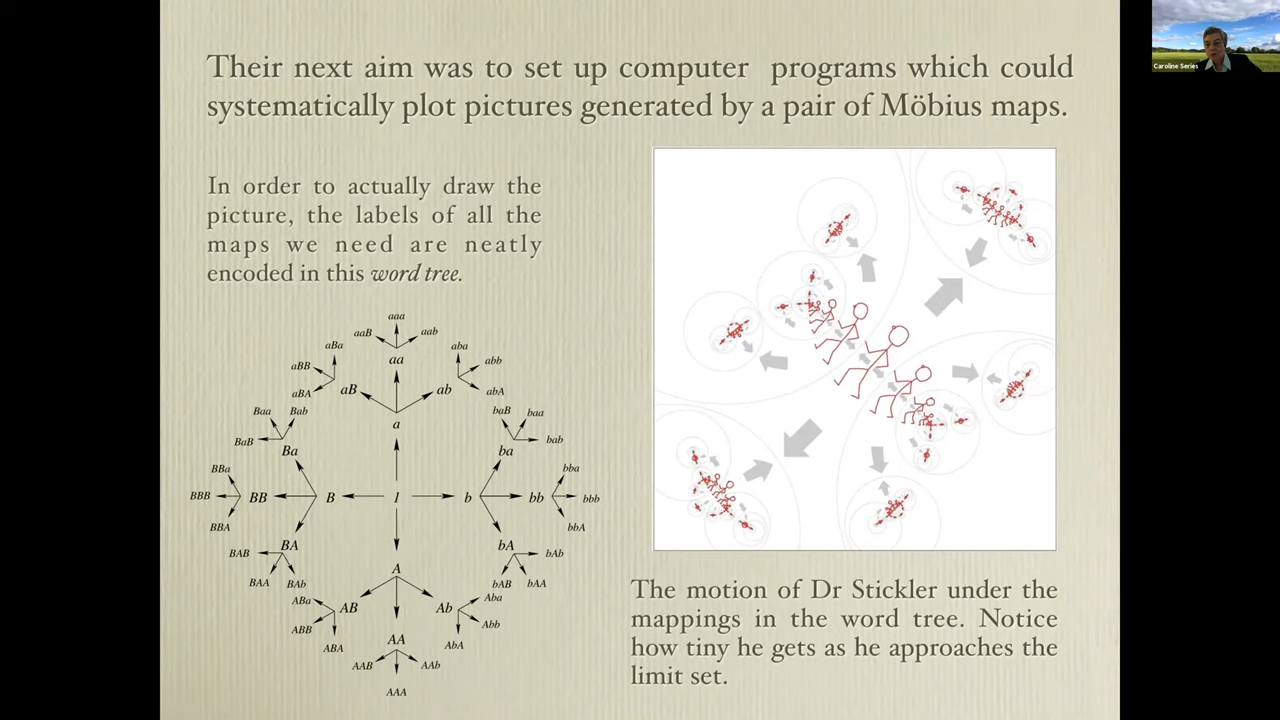 Their next aim was to set up computer programs which could
systematically plot pictures generated by a pair of Möbius maps.
Caroline Series
In order to actually draw the
picture, the labels of all the
maps we need are neatly
encoded in this word tree.
aaa
aaB
aab
aBa
aa
aba
aBB
abb
aBA
aB
ab
abA
Baa
Bab
a
baB
baa
BaB
bab
Ba
ba
BBa
bba
BBB
BB
B
1
b
bb
bbb
BBA
bbA
BA
bA
BAB
bAb
BAA
BAb
bAB
bAA
A
ABa
Aba
AB
Ab
ABB
Abb
AA
ABA
AbA
AAB
AAb
AAA
The motion of Dr Stickler under the
mappings in the word tree. Notice
how tiny he gets as he approaches the
limit set.